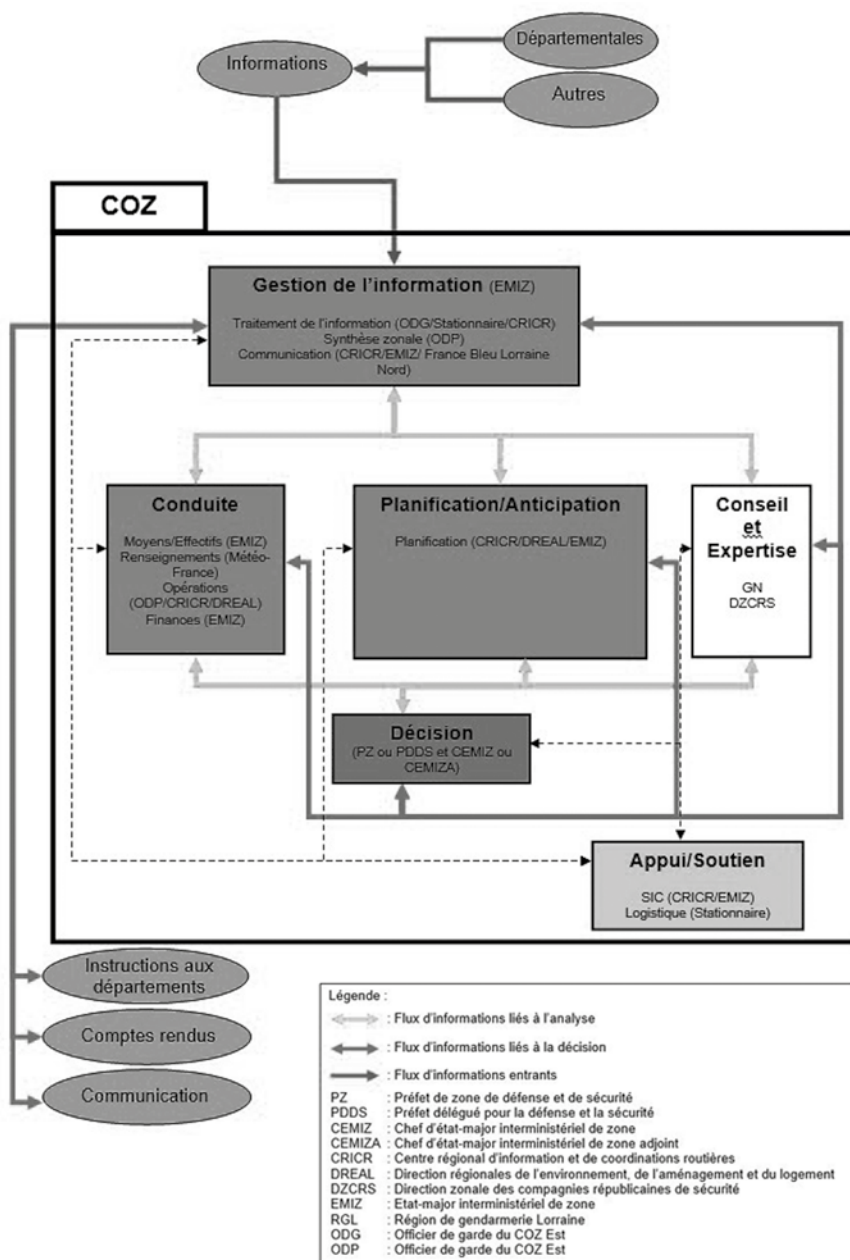 Départementales
Informations
Autres
COZ
Gestion de l'information (EMIZ)
Traitement de l'information (ODG/Stationnaire/CRICR)
Synthèse zonale (ODP)
Communication (CRICR/EMIZ/ France Bleu Lorraine
Nord)
Conduite
Moyens/Effectifs (EMIZ)
Renseignements (Météo-
France)
Opérations
(ODP/CRICR/DREAL)
Finances (EMIZ)
Planification/Anticipation
Planification (CRICR/DREAL/EMIZ)
Conseil
et
Expertise
GN
DZCRS
Décision
(PZ ou PDDS et CEMIZ ou
CEMIZA)
Appui/Soutien
SIC (CRICR/EMIZ)
Logistique (Stationnaire)
Instructions aux
départements
Comptes rendus
Communication
Légende :
: Flux d'informations liés à l'analyse
: Flux d'informations liés à la décision
: Flux d'informations entrants
PZ : Préfet de zone de défense et de sécurité
PDDS : Préfet délégué pour la défense et la sécurité
CEMIZ : Chef d'état-major interministériel de zone
CEMIZA : Chef d'état-major interministériel de zone adjoint
CRICR : Centre régional d'information et de coordinations routières
DREAL : Direction régionales de l'environnement, de l'aménagement et du logement
DZCRS : Direction zonale des compagnies républicaines de sécurité
EMIZ : Etat-major interministériel de zone
RGL : Région de gendarmerie Lorraine
ODG : Officier de garde du COZ Est
ODP : Officier de garde du COZ Est